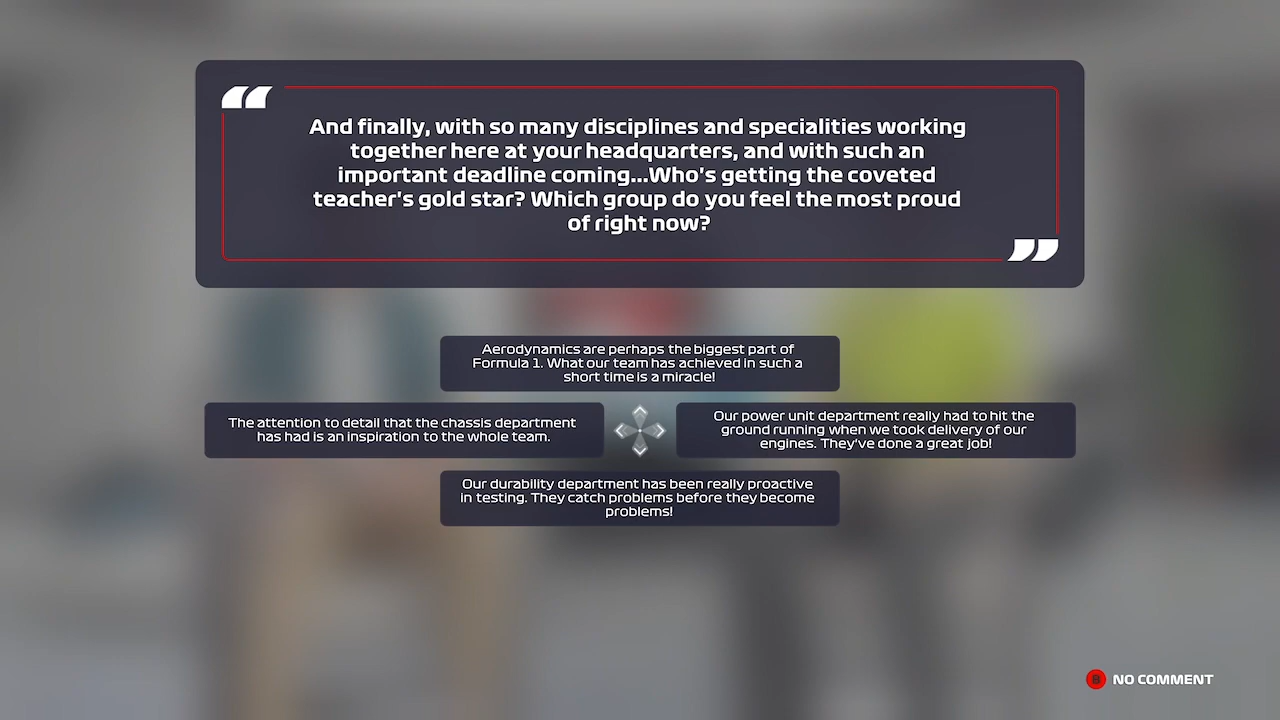 And finally, with so many disciplines and specialities working
together here at your headquarters, and with such an
important deadline coming...Who's getting the coveted
teacher's gold star? Which group do you feel the most proud
of right now?
Aerodynamics are perhaps the biggest part of
Formula 1. What our team has achieved in such a
short time is a miracle!
The attention to detail that the chassis department
has had is an inspiration to the whole team.
Our power unit department really had to hit the
ground running when we took delivery of our
engines. They've done a great job!
Our durability department has been really proactive
in testing. They catch problems before they become
problems!
B NO COMMENT